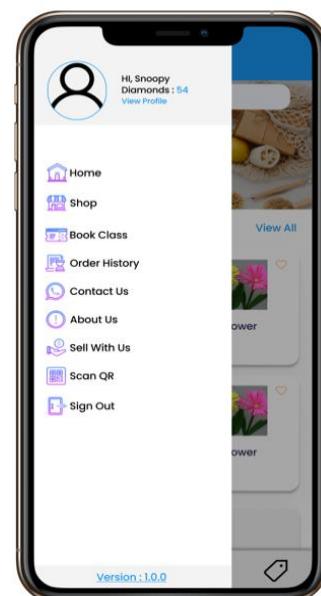 Hi, Snoopy
Diamonds : 54
View Profile
Home
Shop
View All
Book Class
Order History
Contact Us
About Us
ower
Sell With Us
Scan QR
Sign Out
ower
Version : 1.0.0